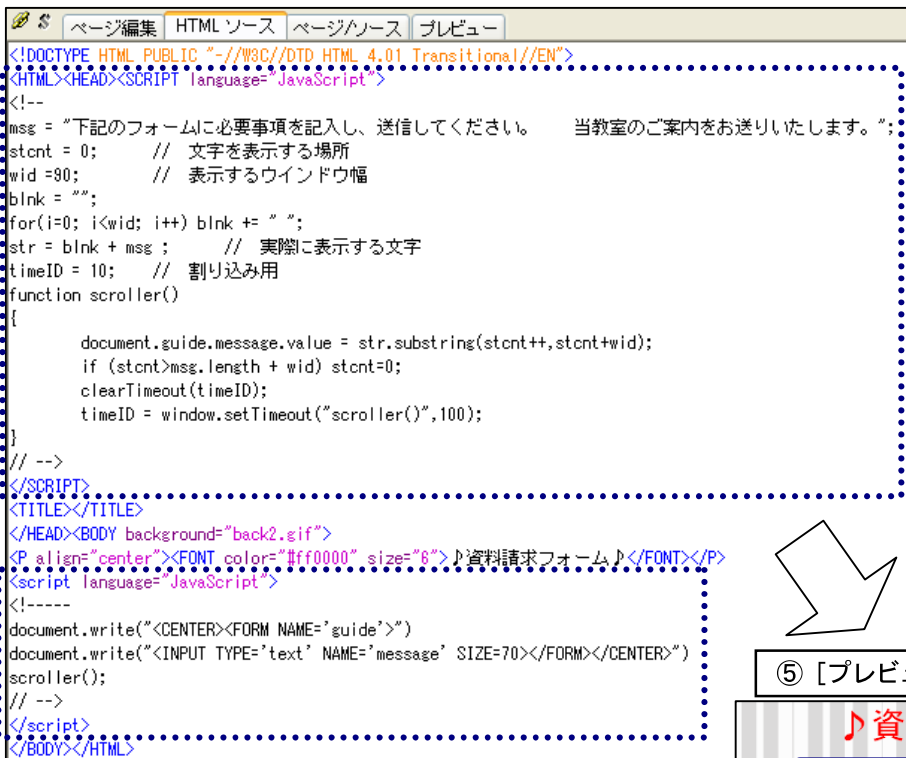 ページ編集 HTML ソース ページ/ソース プレビュー
<!DOCTYPE HTML PUBLIC "-//W3C//DTD HTML 4.01 Transitional//EN">
<HTML><HEAD><SCRIPT language="JavaScript">
<!--
msg = "下記のフォームに必要事項を記入し、送信してください。　　当教室のご案内をお送りいたします。";
stcnt = 0;      //  文字を表示する場所
wid =90;        //  表示するウインドウ幅
blnk = "";
for(i=0; i<wid; i++) blnk += " ";
str = blnk + msg ;      //  実際に表示する文字
timeID = 10;   //  割り込み用
function scroller()
{
        document.guide.message.value = str.substring(stcnt++,stcnt+wid);
        if (stcnt>msg.length + wid) stcnt=0;
        clearTimeout(timeID);
        timeID = window.setTimeout("scroller()",100);
}
// -->
</SCRIPT>
<TITLE></TITLE>
</HEAD><BODY background="back2.gif">
<P align="center"><FONT color="#ff0000" size="6">♪資料請求フォーム♪</FONT></P>
<script language="JavaScript">
<!-----
document.write("<CENTER><FORM NAME='guide'>")
document.write("<INPUT TYPE='text' NAME='message' SIZE=70></FORM></CENTER>")
scroller();
// -->
</script>
</BODY></HTML>
⑤ [プレビ
♪資